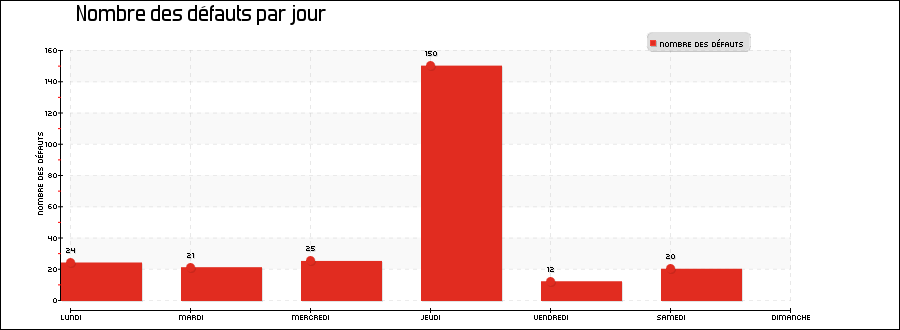 Nombre des défauts par jour
NOMBRE DES DÉFAUTS
NOMBRE DES DÉFAUTS
160
140
120
100
80
60
40
20
0
24
21
25
150
12
20
LUNDI
MARDI
MERCREDI
JEUDI
VENDREDI
SAMEDI
DIMANCHE